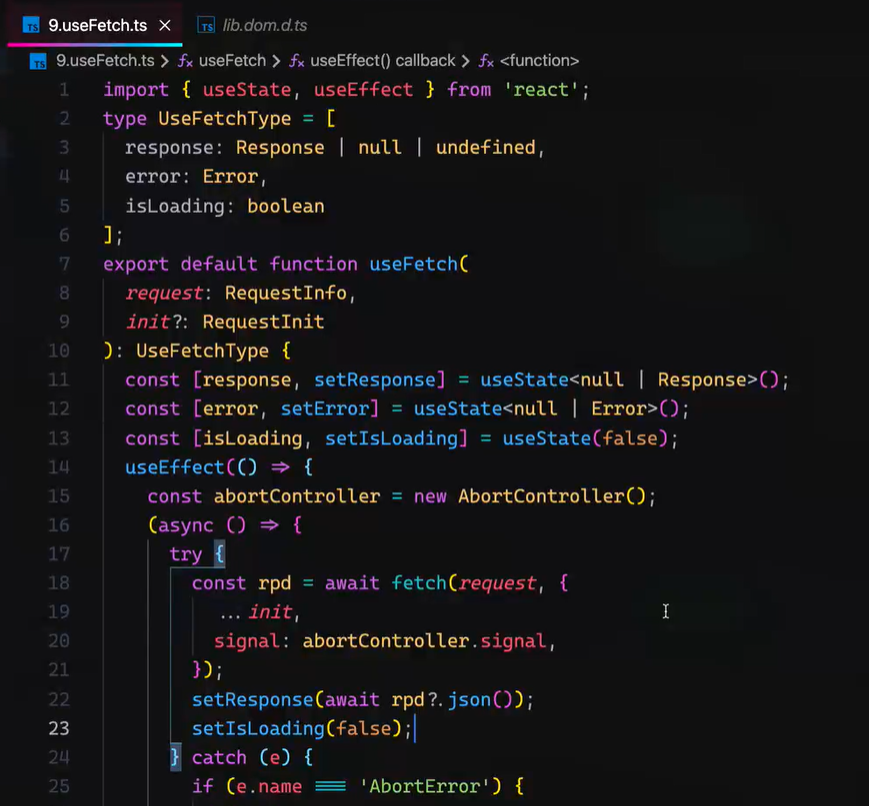 TS 9.useFetch.ts × TS lib.dom.d.ts
TS 9.useFetch.ts > fx useFetch > fx useEffect() callback > fx <function>
1 import { useState, useEffect } from 'react';
2 type UseFetchType = [
3 response: Response | null | undefined,
4 error: Error,
5 isLoading: boolean
6 ];
7 export default function useFetch(
8 request: RequestInfo,
9 init?: RequestInit
10 ): UseFetchType {
11 const [response, setResponse] = useState<null | Response>();
12 const [error, setError] = useState<null | Error>();
13 const [isLoading, setIsLoading] = useState(false);
14 useEffect(() => {
15 const abortController = new AbortController();
16 (async () => {
17 try {
18 const rpd = await fetch(request, {
19 ...init,
20 signal: abortController.signal,
21 });
22 setResponse(await rpd?.json());
23 setIsLoading(false);
24 } catch (e) {
25 if (e.name === 'AbortError') {